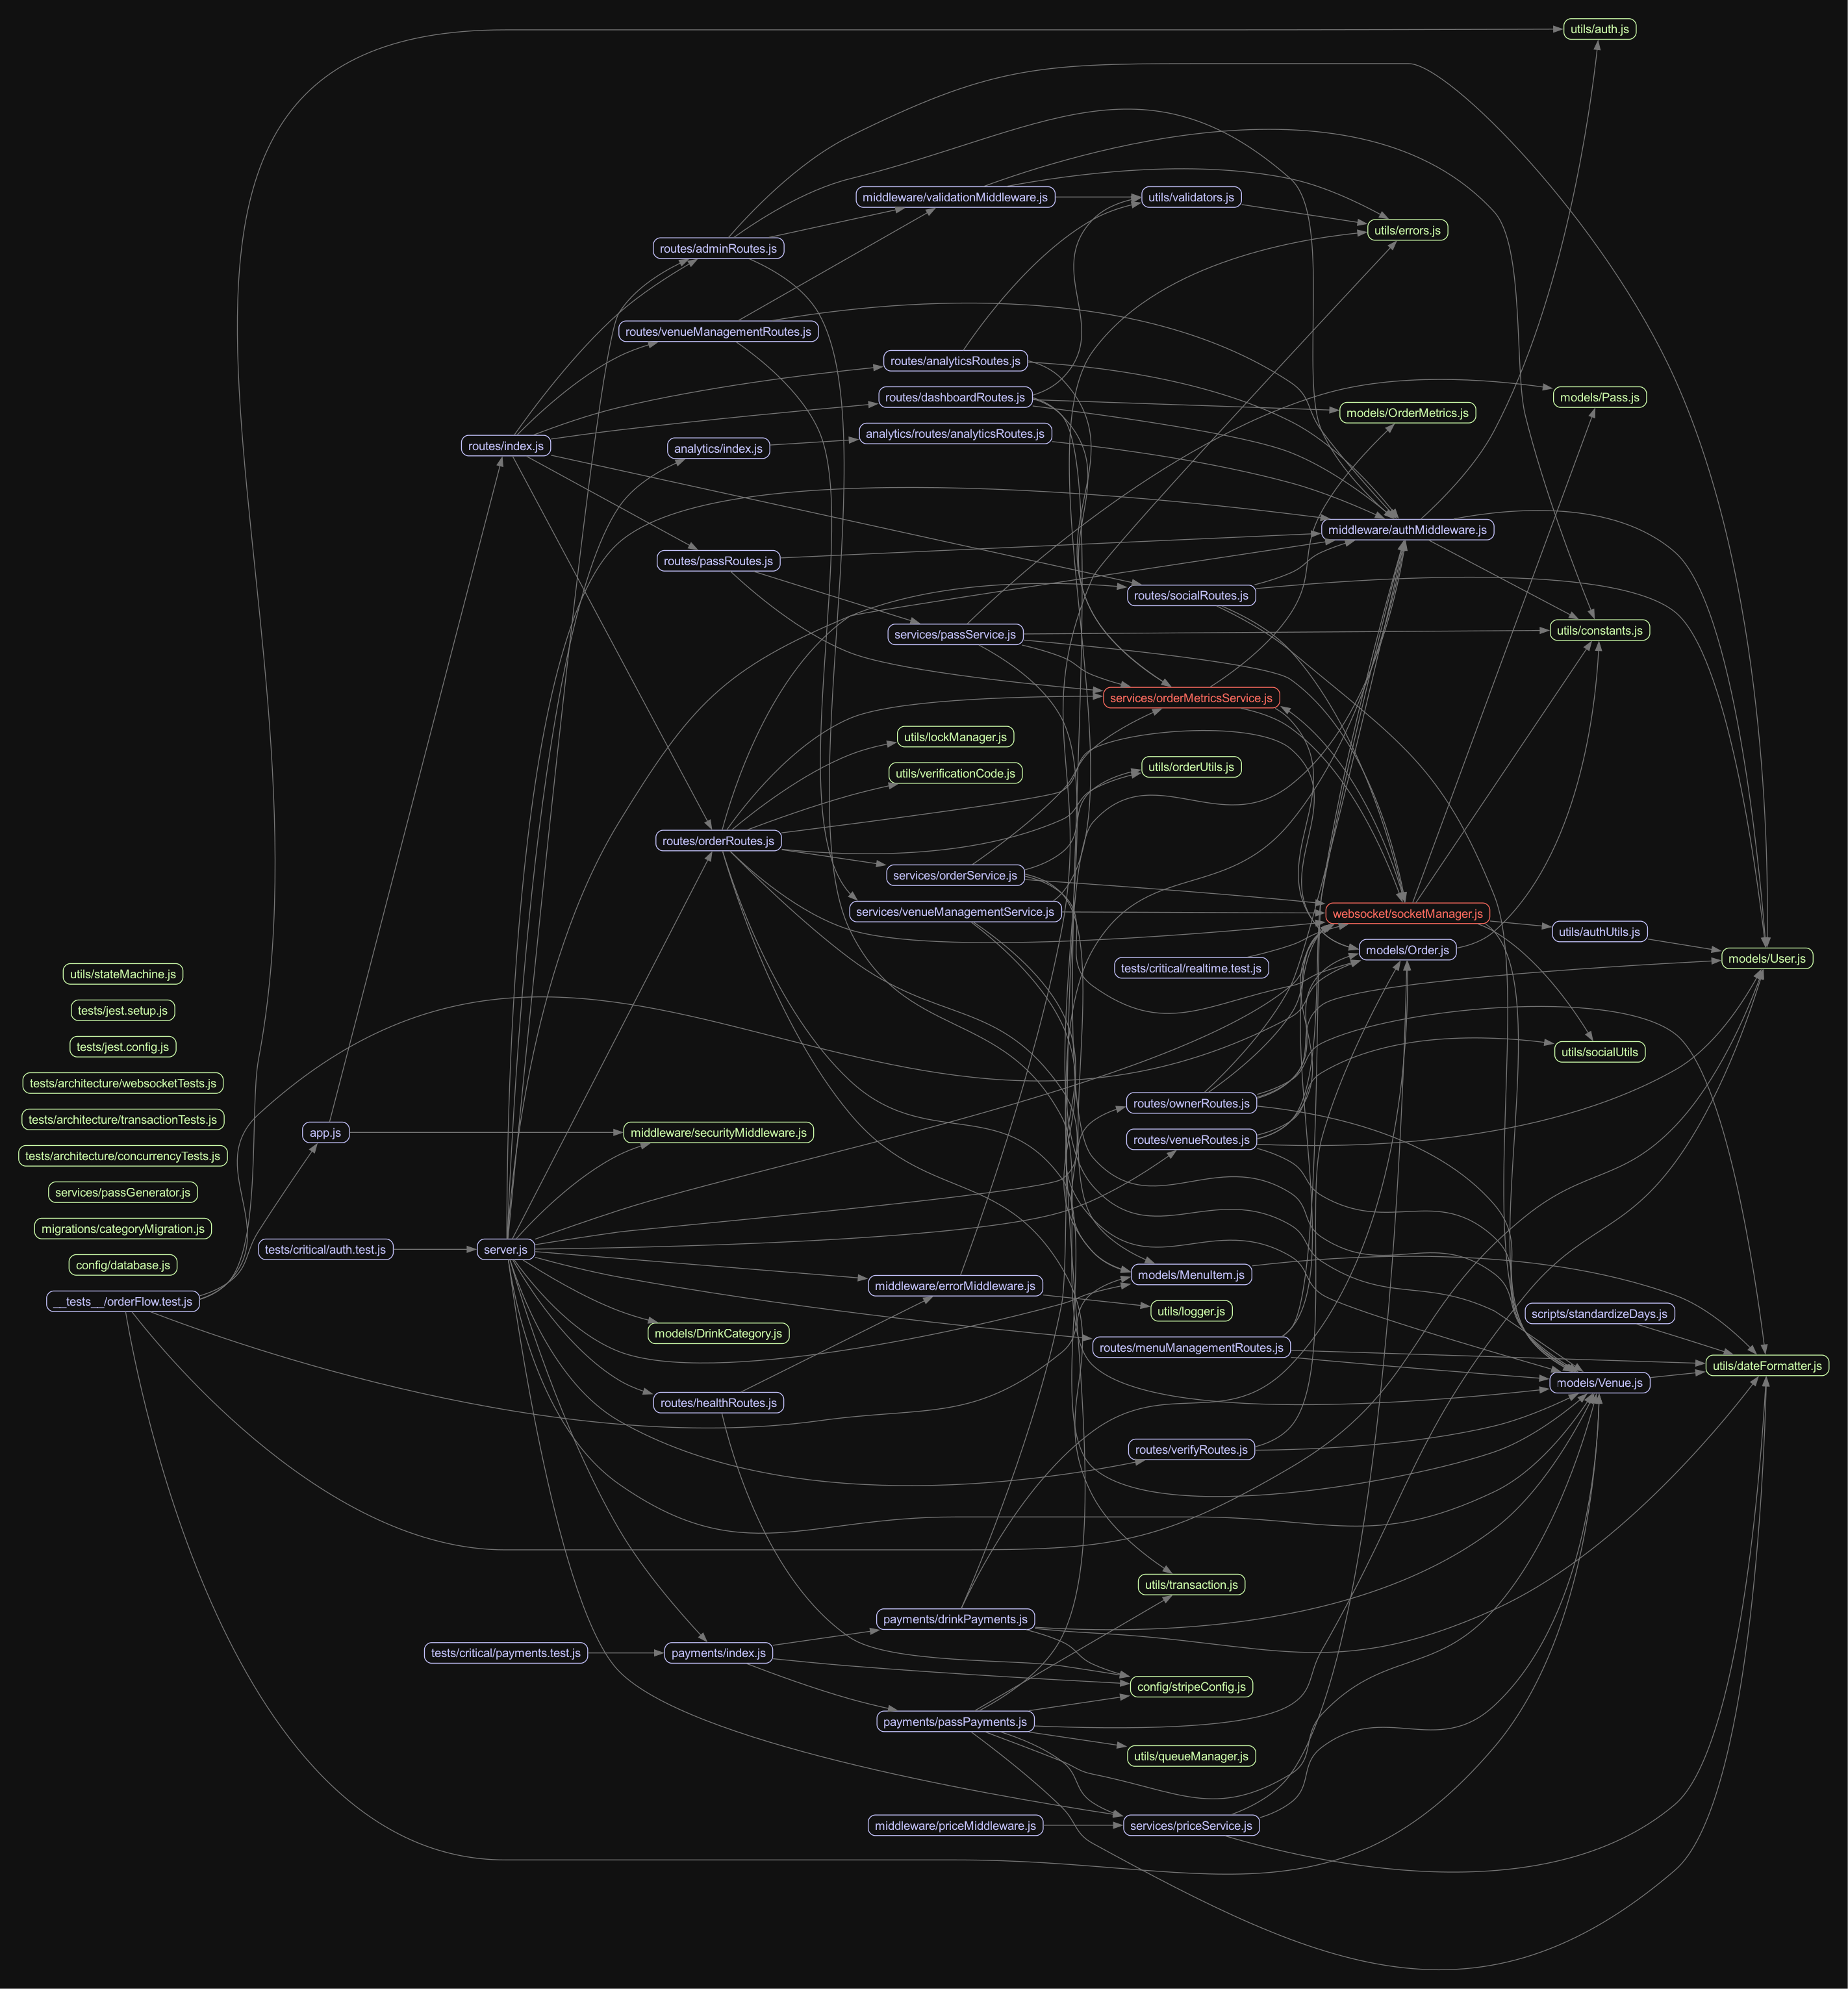 utils/auth.js
middleware/validationMiddleware.js
utils/validators.js
utils/errors.js
routes/adminRoutes.js
routes/venueManagementRoutes.js
routes/analyticsRoutes.js
routes/dashboardRoutes.js
models/Pass.js
models/OrderMetrics.js
analytics/routes/analyticsRoutes.js
routes/index.js
analytics/index.js
middleware/authMiddleware.js
routes/passRoutes.js
routes/socialRoutes.js
services/passService.js
utils/constants.js
services/orderMetricsService.js
utils/lockManager.js
utils/orderUtils.js
utils/verificationCode.js
routes/orderRoutes.js
services/orderService.js
services/venueManagementService.js
websocket/socketManager.js
utils/authUtils.js
models/Order.js
models/User.js
tests/critical/realtime.test.js
utils/stateMachine.js
tests/jest.setup.js
tests/jest.config.js
utils/socialUtils
tests/architecture/websocketTests.js
routes/ownerRoutes.js
tests/architecture/transactionTests.js
app.js
middleware/securityMiddleware.js
routes/venueRoutes.js
tests/architecture/concurrencyTests.js
services/passGenerator.js
migrations/categoryMigration.js
tests/critical/auth.test.js
server.js
config/database.js
models/MenuItem.js
middleware/errorMiddleware.js
__tests__/orderFlow.test.js
utils/logger.js
scripts/standardizeDays.js
models/DrinkCategory.js
routes/menuManagementRoutes.js
utils/dateFormatter.js
models/Venue.js
routes/healthRoutes.js
routes/verifyRoutes.js
utils/transaction.js
payments/drinkPayments.js
tests/critical/payments.test.js
payments/index.js
config/stripeConfig.js
payments/passPayments.js
utils/queueManager.js
middleware/priceMiddleware.js
services/priceService.js